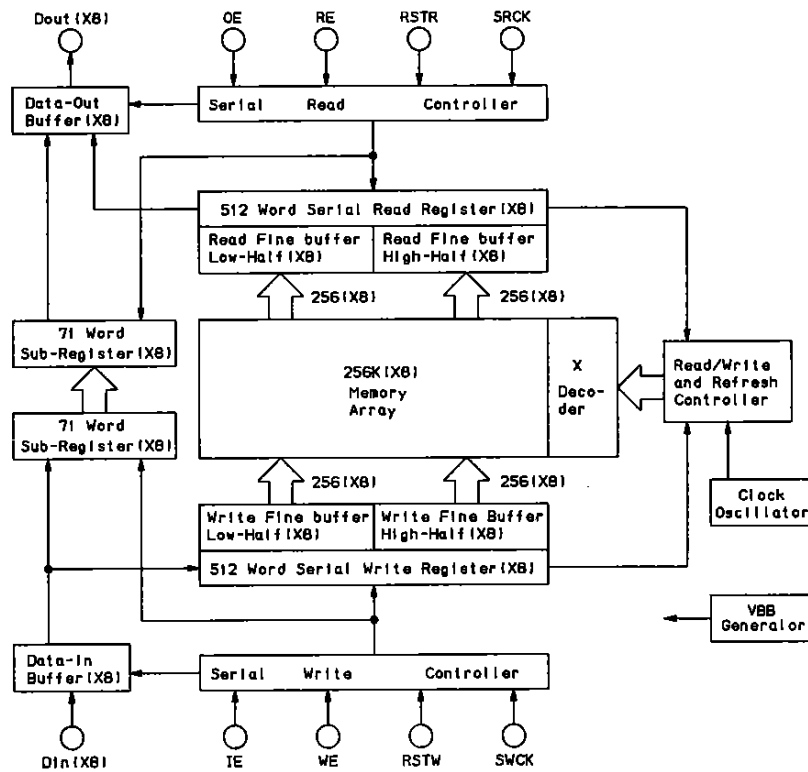 Dout(X8)
OE
RE
RSTR
SRCK
Data-Out
Buffer(X8)
Serial Read Controller
512 Word Serial Read Register(X8)
Read Fine buffer
Low-Half(X8)
Read Fine buffer
High-Half(X8)
256(X8)
256(X8)
71 Word
Sub-Register(X8)
256K(X8)
Memory
Array
X
Deco-
der
Read/Write
and Refresh
Controller
71 Word
Sub-Register(X8)
256(X8)
256(X8)
Clock
Oscillator
Write Fine buffer
Low-Half(X8)
Write Fine Buffer
High-Half(X8)
512 Word Serial Write Register(X8)
VBB
Generalor
Data-In
Buffer(X8)
Serial Write Controller
Din(X8)
IE
WE
RSTW
SWCK